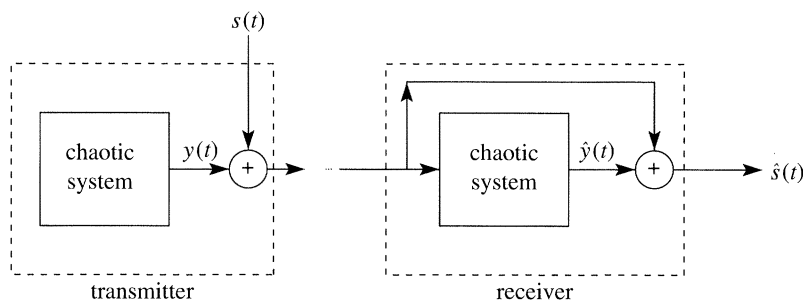 s(t)
chaotic
system
y(t)
+
...
chaotic
system
ŷ(t)
+
ŝ(t)
transmitter
receiver